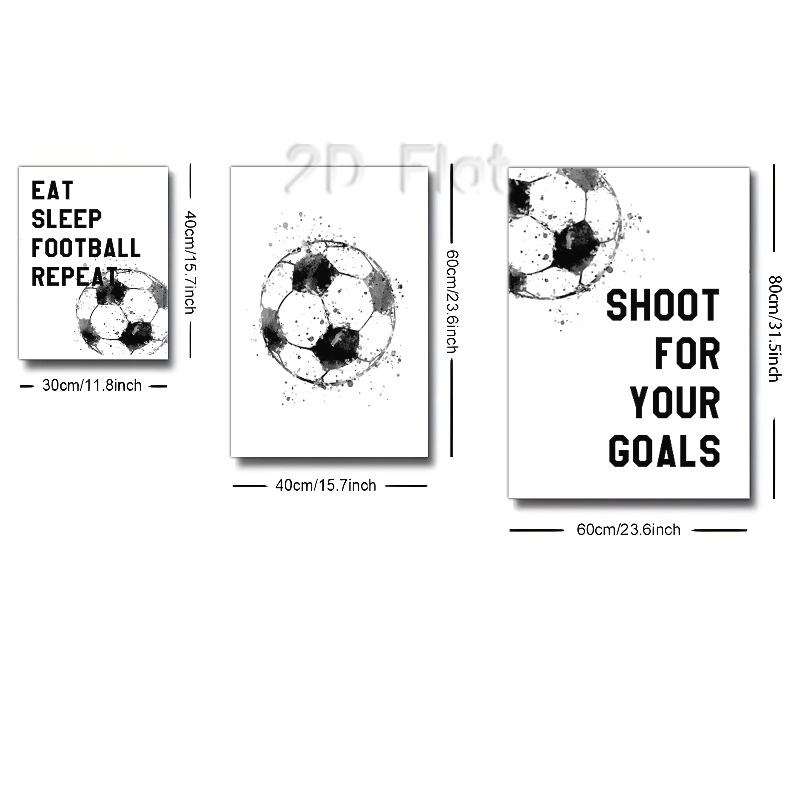 2D Flat
EAT
SLEEP
FOOTBALL
REPEAT
40cm/15.7inch
30cm/11.8inch
60cm/23.6inch
40cm/15.7inch
SHOOT
FOR
YOUR
GOALS
80cm/31.5inch
60cm/23.6inch